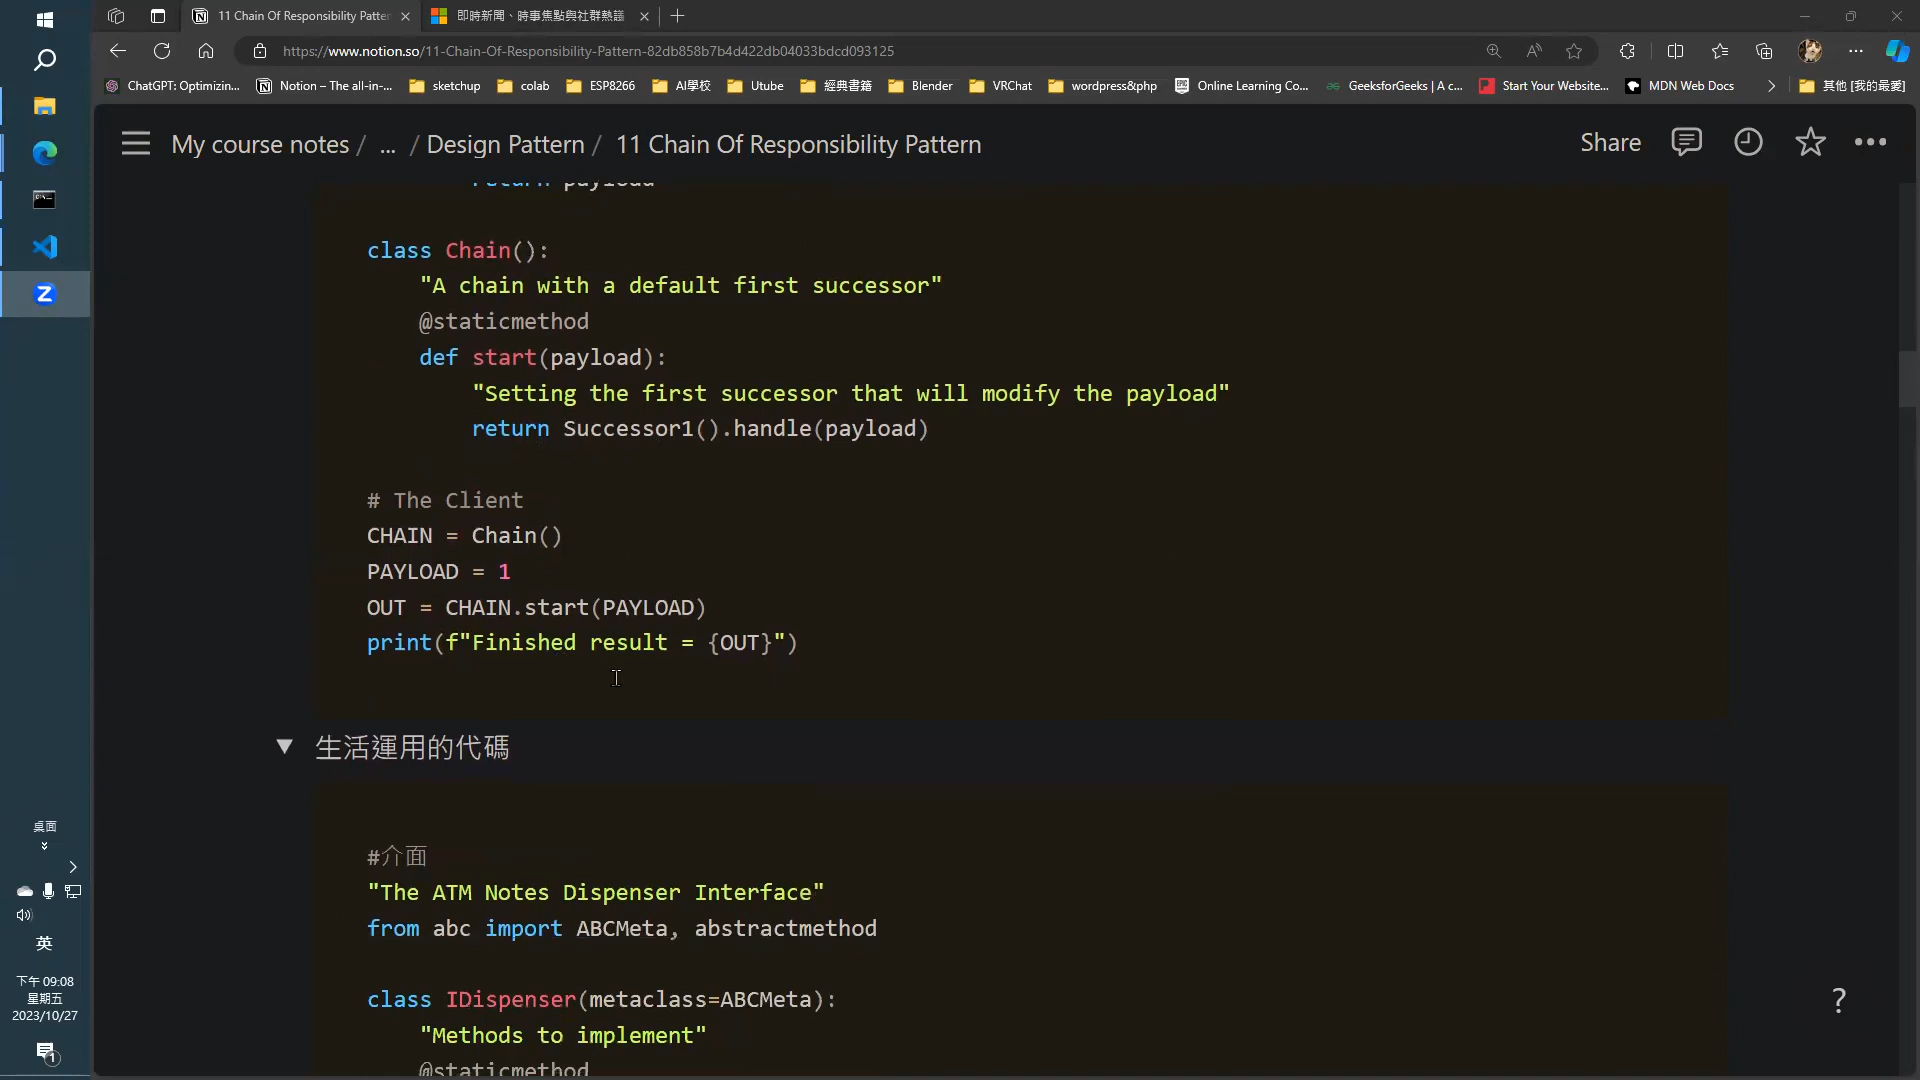 11 Chain Of Responsibility Patter
即時新聞、時事焦點與社群熱議
https://www.notion.so/11-Chain-Of-Responsibility-Pattern-82db858b7b4d422db04033bdcd093125
ChatGPT: Optimizin...
Notion – The all-in-...
sketchup
colab
ESP8266
AI學校
Utube
經典書籍
Blender
VRChat
wordpress&php
Online Learning Co...
GeeksforGeeks | A c...
Start Your Website...
MDN Web Docs
其他 [我的最愛]
My course notes / ... / Design Pattern / 11 Chain Of Responsibility Pattern
Share
return payload
class Chain():
"A chain with a default first successor"
@staticmethod
def start(payload):
"Setting the first successor that will modify the payload"
return Successor1().handle(payload)
# The Client
CHAIN = Chain()
PAYLOAD = 1
OUT = CHAIN.start(PAYLOAD)
print(f"Finished result = {OUT}")
生活運用的代碼
#介面
"The ATM Notes Dispenser Interface"
from abc import ABCMeta, abstractmethod
class IDispenser(metaclass=ABCMeta):
"Methods to implement"
@staticmethod
桌面
英
下午 09:08
星期五
2023/10/27
1
?